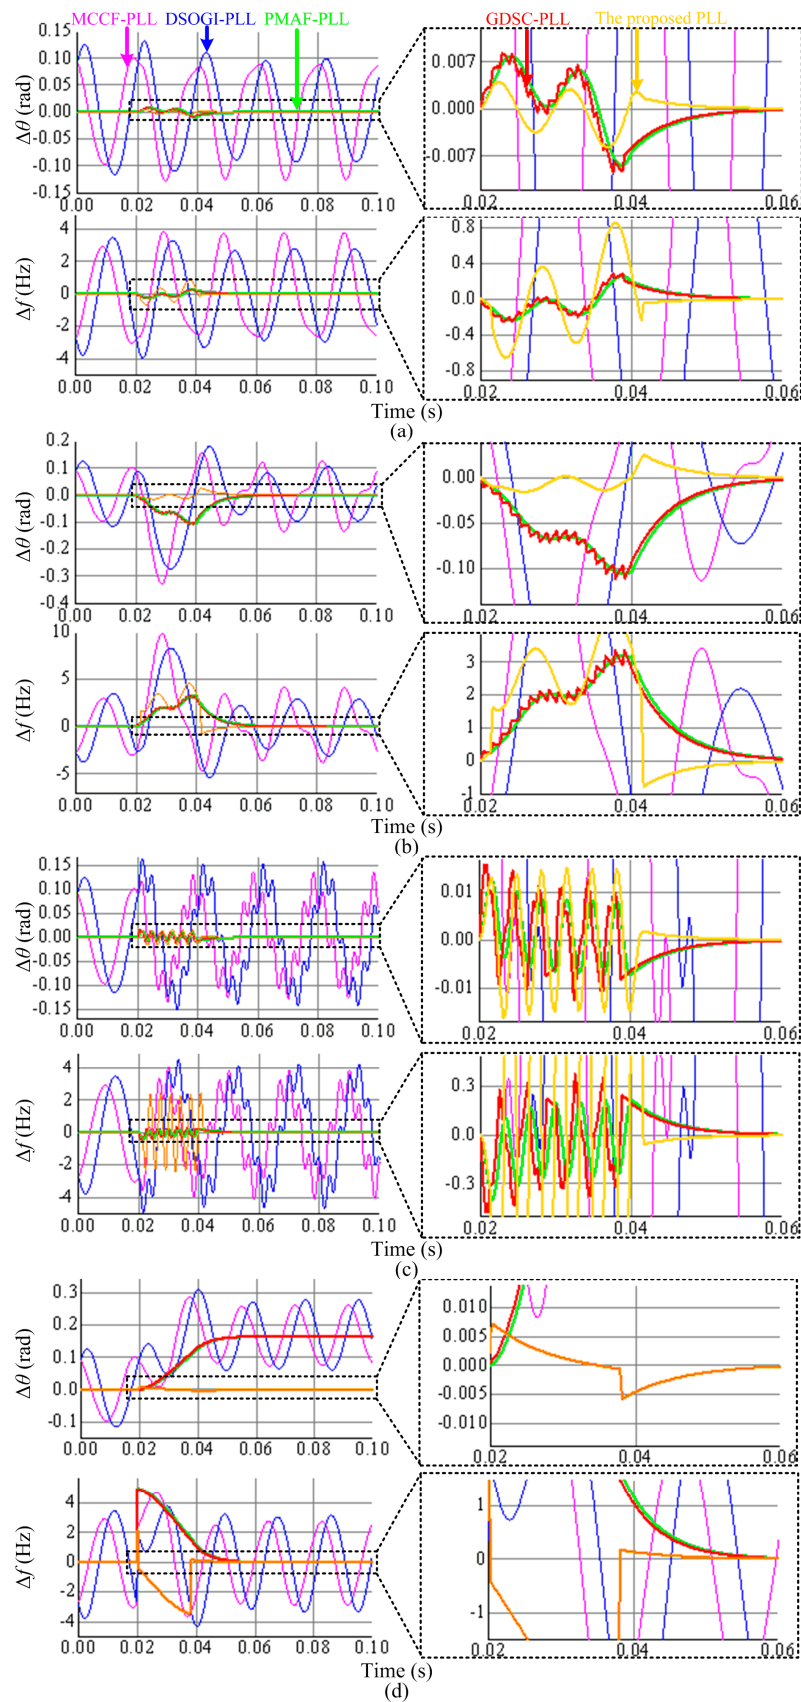 MCCF-PLL DSOGI-PLL PMAF-PLL GDSC-PLL The proposed PLL
0.15
0.10
0.05
0.00
-0.05
-0.10
-0.15
Δθ (rad)
0.00 0.02 0.04 0.06 0.08 0.10
0.007
0.000
-0.007
0.02 0.04 0.06
4
2
0
-2
-4
Δf (Hz)
0.00 0.02 0.04 0.06 0.08 0.10
0.8
0.4
0.0
-0.4
-0.8
0.02 0.04 0.06
Time (s)
(a)
0.2
0.1
0.0
-0.1
-0.2
-0.3
-0.4
Δθ (rad)
0.00 0.02 0.04 0.06 0.08 0.10
0.00
-0.05
-0.10
0.02 0.04 0.06
10
5
0
-5
Δf (Hz)
0.00 0.02 0.04 0.06 0.08 0.10
3
2
1
0
-1
0.02 0.04 0.06
Time (s)
(b)
0.15
0.10
0.05
0.00
-0.05
-0.10
-0.15
Δθ (rad)
0.00 0.02 0.04 0.06 0.08 0.10
0.01
0.00
-0.01
0.02 0.04 0.06
4
2
0
-2
-4
Δf (Hz)
0.00 0.02 0.04 0.06 0.08 0.10
0.3
0.0
-0.3
0.02 0.04 0.06
Time (s)
(c)
0.3
0.2
0.1
0.0
-0.1
Δθ (rad)
0.00 0.02 0.04 0.06 0.08 0.10
0.010
0.005
0.000
-0.005
-0.010
0.02 0.04 0.06
4
2
0
-2
-4
Δf (Hz)
0.00 0.02 0.04 0.06 0.08 0.10
1
0
-1
0.02 0.04 0.06
Time (s)
(d)